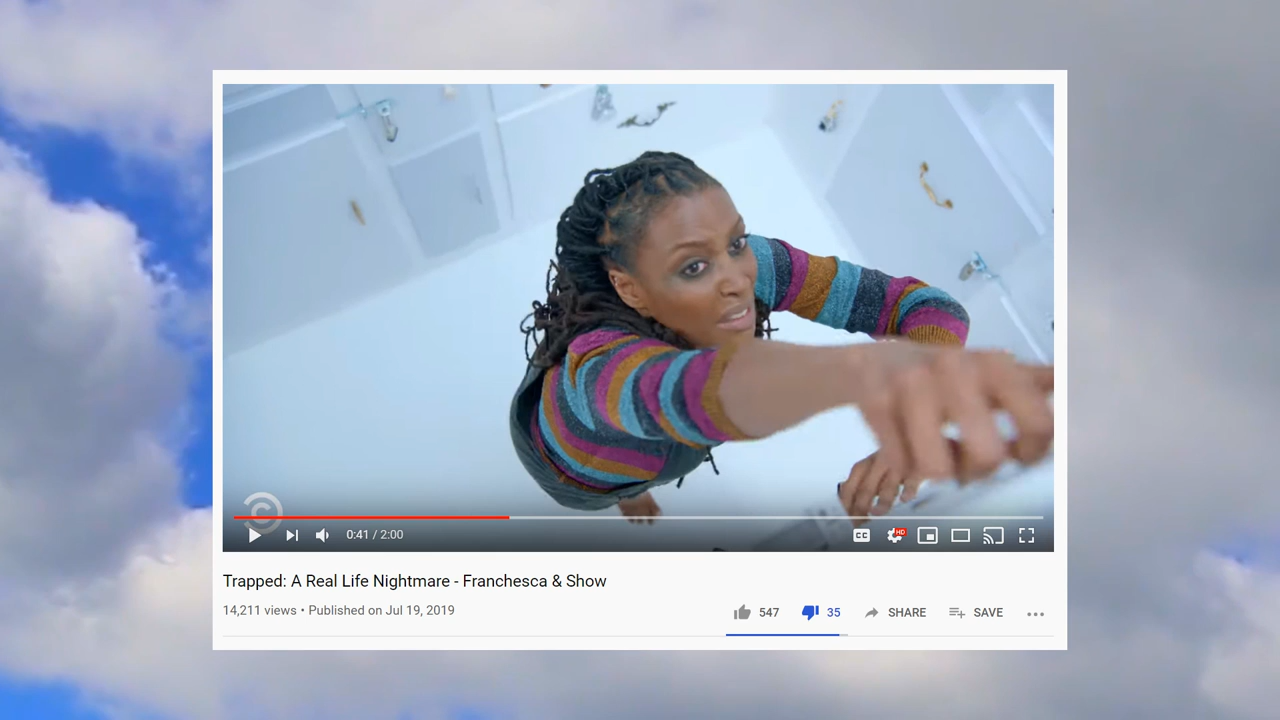 0:41 / 2:00
CC
HD
Trapped: A Real Life Nightmare - Franchesca & Show
14,211 views • Published on Jul 19, 2019
547 35 SHARE SAVE